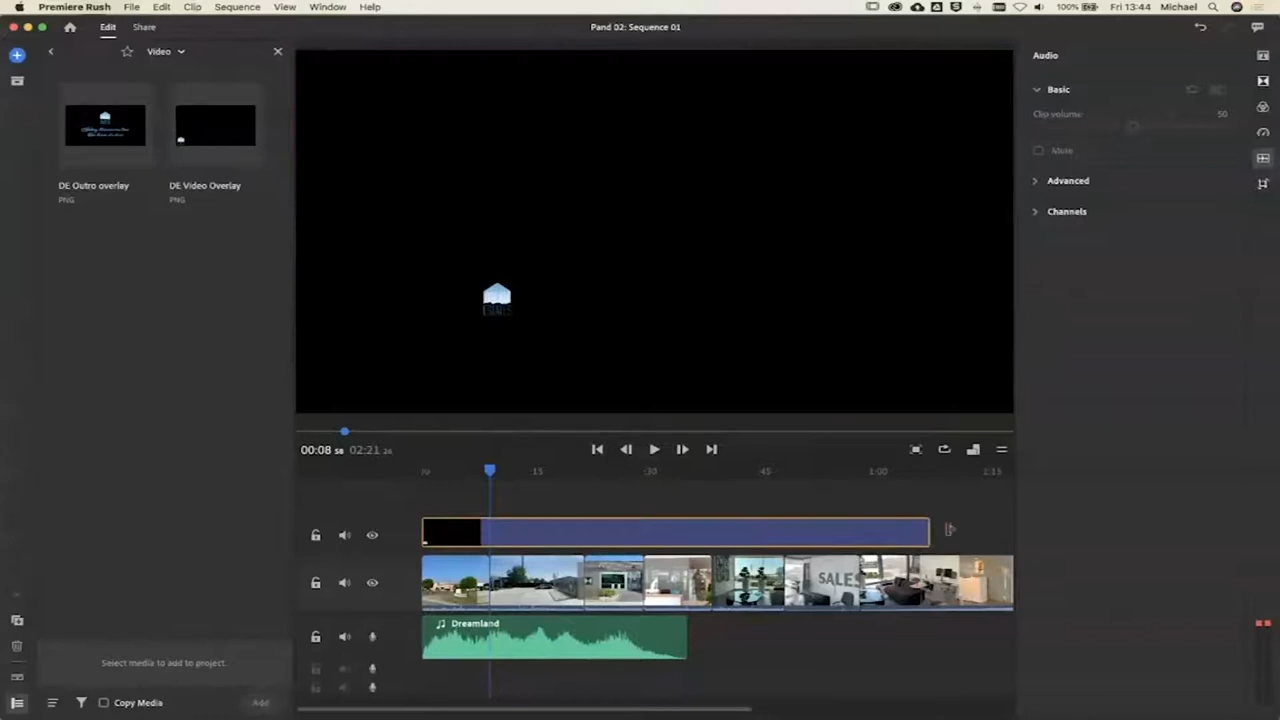 Premiere Rush File Edit Clip Sequence View Window Help 100% Fri 13:44 Michael
Edit Share Pand 02: Sequence 01
Video
DE Outro overlay
PNG
DE Video Overlay
PNG
Audio
Basic
Clip volume: 50
Mute
Advanced
Channels
00:08 58 02:21 26
15 :30 :45 1:00 1:15
SALES
Dreamland
Select media to add to project.
Copy Media Add